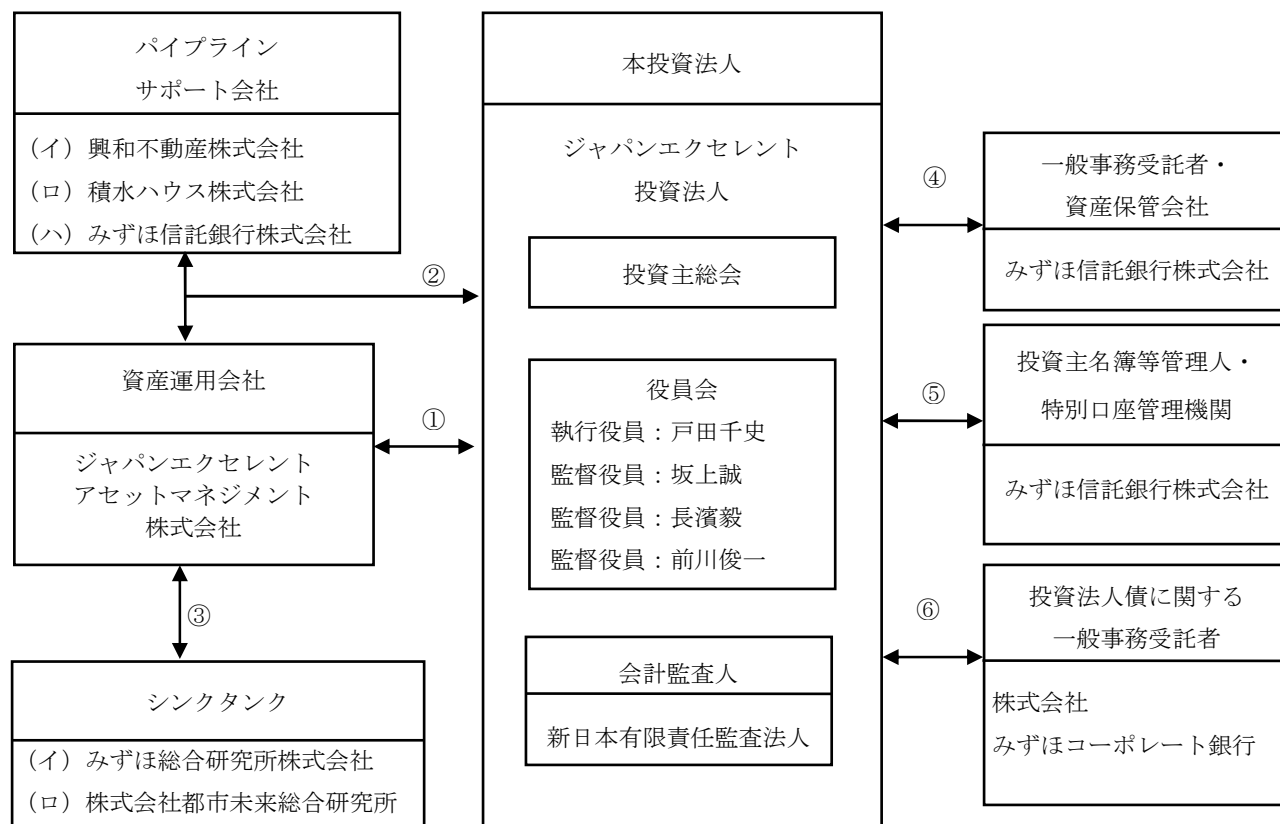 パイプライン
サポート会社
（イ）興和不動産株式会社
（ロ）積水ハウス株式会社
（ハ）みずほ信託銀行株式会社
②
資産運用会社
ジャパンエクセレント
アセットマネジメント
株式会社
①
③
シンクタンク
（イ）みずほ総合研究所株式会社
（ロ）株式会社都市未来総合研究所
本投資法人
ジャパンエクセレント
投資法人
投資主総会
役員会
執行役員：戸田千史
監督役員：坂上誠
監督役員：長濱毅
監督役員：前川俊一
会計監査人
新日本有限責任監査法人
④
一般事務受託者・
資産保管会社
みずほ信託銀行株式会社
⑤
投資主名簿等管理人・
特別口座管理機関
みずほ信託銀行株式会社
⑥
投資法人債に関する
一般事務受託者
株式会社
みずほコーポレート銀行